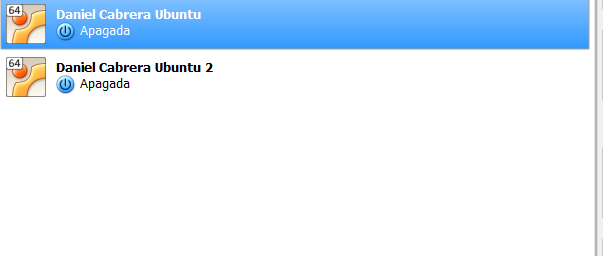 64
Daniel Cabrera Ubuntu
Apagada
64
Daniel Cabrera Ubuntu 2
Apagada